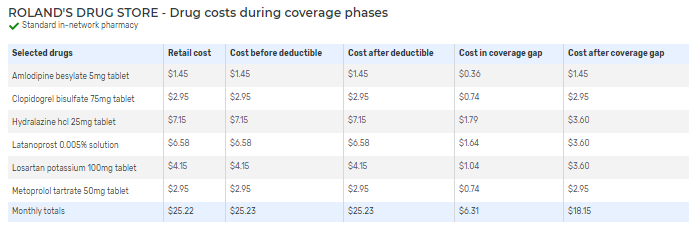 ROLAND'S DRUG STORE - Drug costs during coverage phases
Standard in-network pharmacy
Selected drugs Retail cost Cost before deductible Cost after deductible Cost in coverage gap Cost after coverage gap
Amlodipine besylate 5mg tablet $1.45 $1.45 $1.45 $0.36 $1.45
Clopidogrel bisulfate 75mg tablet $2.95 $2.95 $2.95 $0.74 $2.95
Hydralazine hcl 25mg tablet $7.15 $7.15 $7.15 $1.79 $3.60
Latanoprost 0.005% solution $6.58 $6.58 $6.58 $1.64 $3.60
Losartan potassium 100mg tablet $4.15 $4.15 $4.15 $1.04 $3.60
Metoprolol tartrate 50mg tablet $2.95 $2.95 $2.95 $0.74 $2.95
Monthly totals $25.22 $25.23 $25.23 $6.31 $18.15